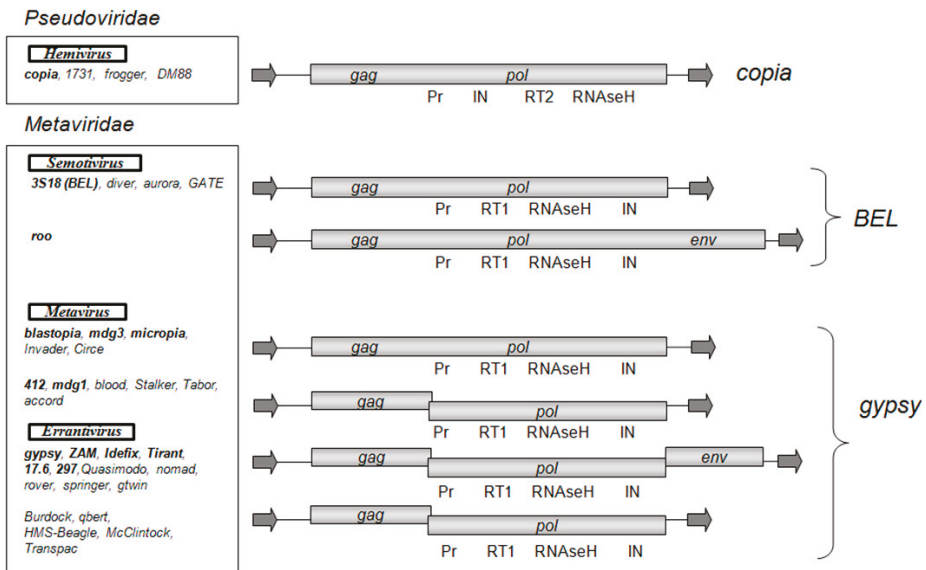 Pseudoviridae
Hemivirus
copia, 1731, frogger, DM88
gag pol
Pr IN RT2 RNAseH
copia
Metaviridae
Semotivirus
3S18 (BEL), diver, aurora, GATE
gag pol
Pr RT1 RNAseH IN
roo
gag pol env
Pr RT1 RNAseH IN
BEL
Metavirus
blastopia, mdg3, micropia,
Invader, Circe
gag pol
Pr RT1 RNAseH IN
412, mdg1, blood, Stalker, Tabor,
accord
gag
pol
Pr RT1 RNAseH IN
Errantivirus
gypsy, ZAM, Idefix, Tirant,
17.6, 297,Quasimodo, nomad,
rover, springer, gtwin
gag env
pol
Pr RT1 RNAseH IN
Burdock, qbert,
HMS-Beagle, McClintock,
Transpac
gag
pol
Pr RT1 RNAseH IN
gypsy